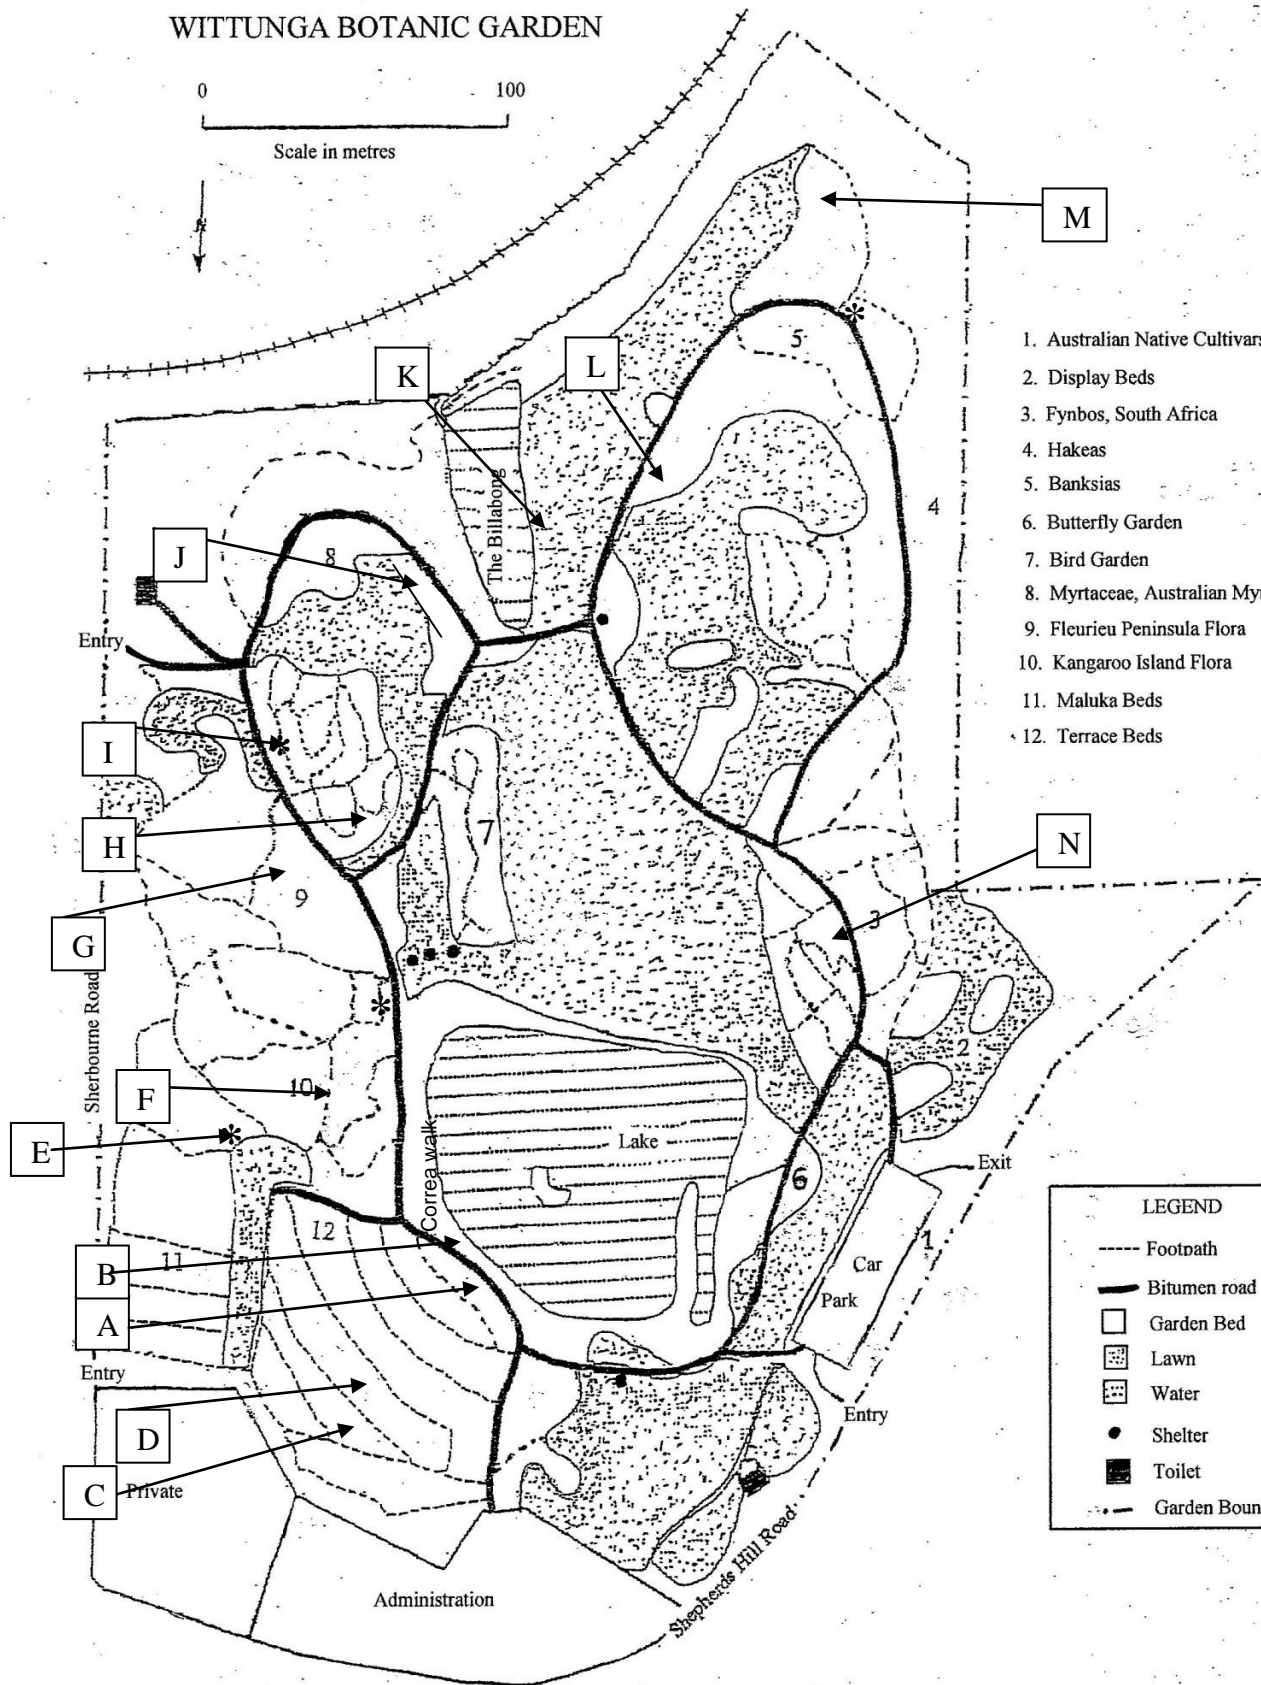 WITTUNGA BOTANIC GARDEN
0 100
Scale in metres
N
M
K
L
5
1. Australian Native Cultivars
2. Display Beds
3. Fynbos, South Africa
4. Hakeas
5. Banksias
6. Butterfly Garden
7. Bird Garden
8. Myrtaceae, Australian My
9. Fleurieu Peninsula Flora
10. Kangaroo Island Flora
11. Maluka Beds
12. Terrace Beds
The Billabong
4
J
8
Entry
I
H
7
N
9
3
G
Sherbourne Road
2
F
10
E
Lake
Correa walk
6
Exit
12
11
B
A
1
Car
Park
Entry
Entry
D
C
Private
Administration
Shepherds Hill Road
LEGEND
Footpath
Bitumen road
Garden Bed
Lawn
Water
Shelter
Toilet
Garden Boun